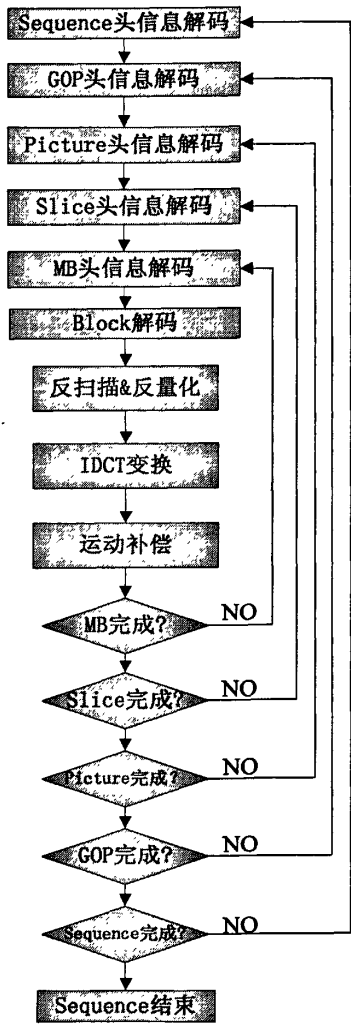 Sequence头信息解码
GOP头信息解码
Picture头信息解码
Slice头信息解码
MB头信息解码
Block解码
反扫描&反量化
IDCT变换
运动补偿
MB完成?
NO
Slice完成?
NO
Picture完成?
NO
GOP完成?
NO
Sequence完成?
NO
Sequence结束